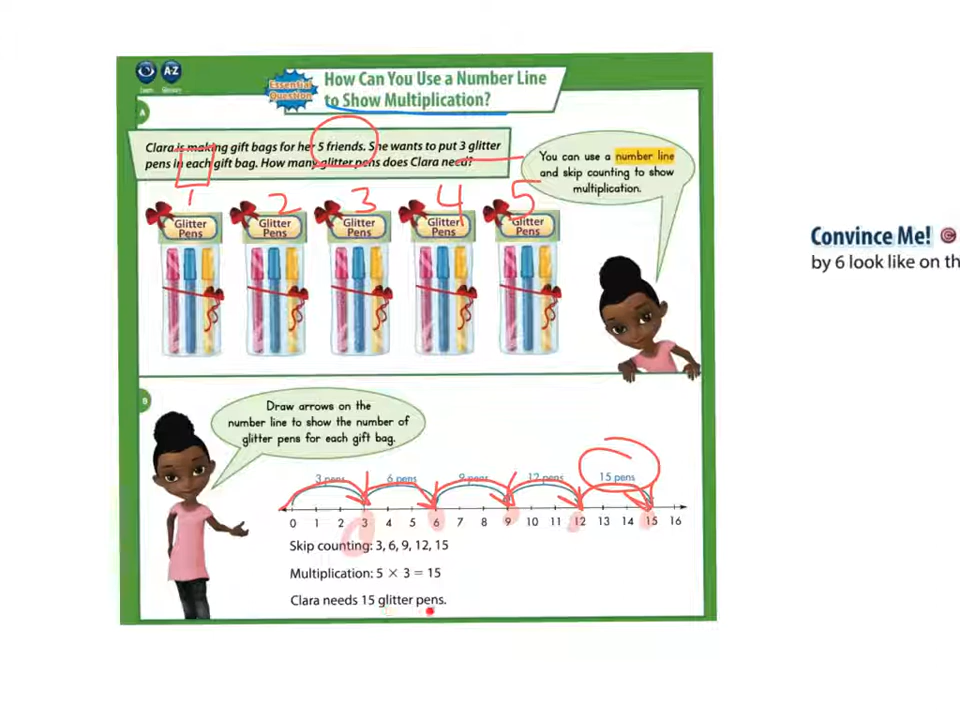 How Can You Use a Number Line
Essential
Question
to Show Multiplication?
A-Z
Glossary
A
Clara is making gift bags for her 5 friends. She wants to put 3 glitter
pens in each gift bag. How many glitter pens does Clara need?
You can use a number line
and skip counting to show
multiplication.
1 2 3 4 5
Glitter Pens
Glitter Pens
Glitter Pens
Glitter Pens
Glitter Pens
Convince Me!
by 6 look like on th
B
Draw arrows on the
number line to show the number of
glitter pens for each gift bag.
3 pens 6 pens 9 pens 12 pens 15 pens
0 1 2 3 4 5 6 7 8 9 10 11 12 13 14 15 16
Skip counting: 3, 6, 9, 12, 15
Multiplication: 5 × 3 = 15
Clara needs 15 glitter pens.